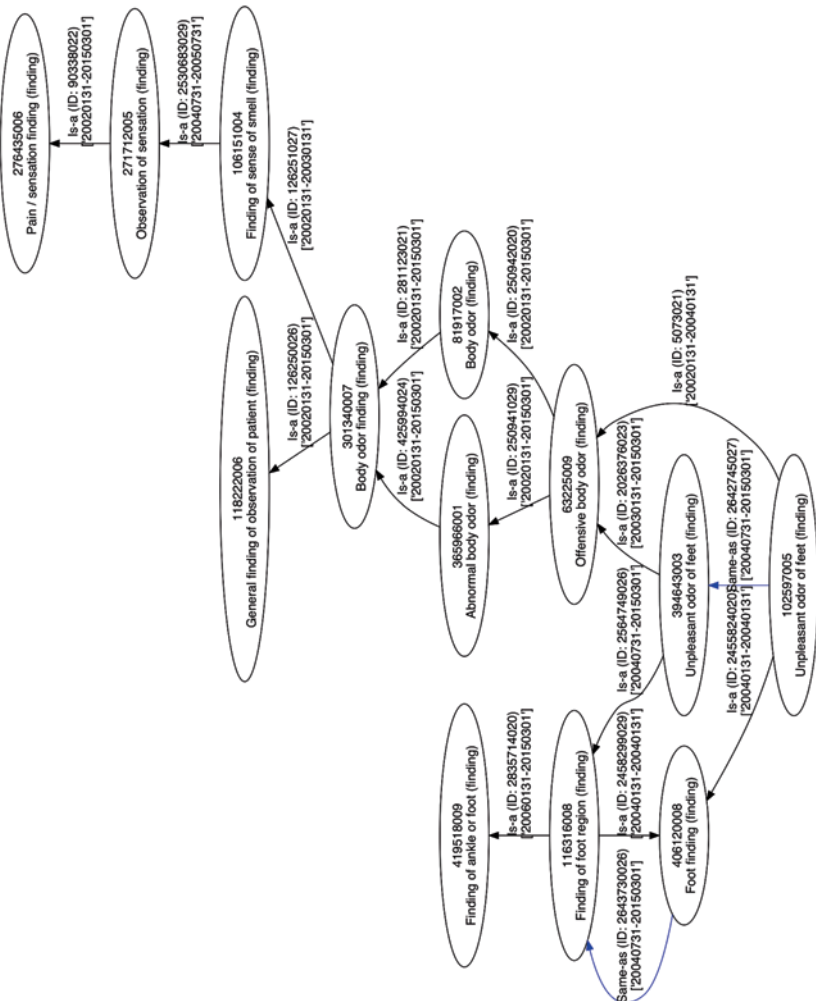 276435006
Pain / sensation finding (finding)
Is-a (ID: 90338022)
['20020131-20150301']
271712005
Observation of sensation (finding)
Is-a (ID: 2530683029)
['20040731-20050731']
106151004
Finding of sense of smell (finding)
118222006
General finding of observation of patient (finding)
Is-a (ID: 126251027)
['20020131-20030131']
Is-a (ID: 126250026)
['20020131-20150301']
301340007
Body odor finding (finding)
Is-a (ID: 425994024)
['20020131-20150301']
Is-a (ID: 281123021)
['20020131-20150301']
365966001
Abnormal body odor (finding)
81917002
Body odor (finding)
Is-a (ID: 250941029)
['20020131-20150301']
Is-a (ID: 250942020)
['20020131-20150301']
419518009
Finding of ankle or foot (finding)
63225009
Offensive body odor (finding)
Is-a (ID: 2835714020)
['20060131-20150301']
Is-a (ID: 2564749026)
['20040731-20150301']
Is-a (ID: 2026376023)
['20030131-20150301']
Is-a (ID: 5073021)
['20020131-20040131']
116316008
Finding of foot region (finding)
394643003
Unpleasant odor of feet (finding)
Same-as (ID: 2643730026)
['20040731-20150301']
Is-a (ID: 2458299029)
['20040131-20040131']
Is-a (ID: 2455824020)
['20040131-20040131']
Same-as (ID: 2642745027)
['20040731-20150301']
406120008
Foot finding (finding)
102597005
Unpleasant odor of feet (finding)